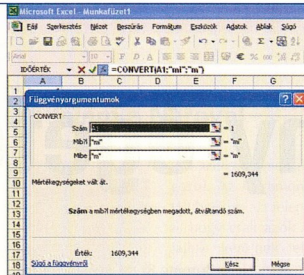 Microsoft Excel - Munkafüzet1
Fájl Szerkesztés Nézet Beszúrás Formátum Eszközök Adatok Ablak Súgó
Arial
IDŐÉRTÉK =CONVERT(A1;"mi";"m")
A B C D E F G
1
2
3
4
5
6
7
8
9
10
11
12
13
14
15
16
17
18
Függvényargumentumok
CONVERT
Szám A1 = 1
Miből "mi" = "mi"
Mibe "m" = "m"
= 1609,344
Mértékegységeket vált át.
Szám a miből mértékegységben megadott, átváltandó szám.
Érték: 1609,344
Súgó a függvényről
Kész Mégse